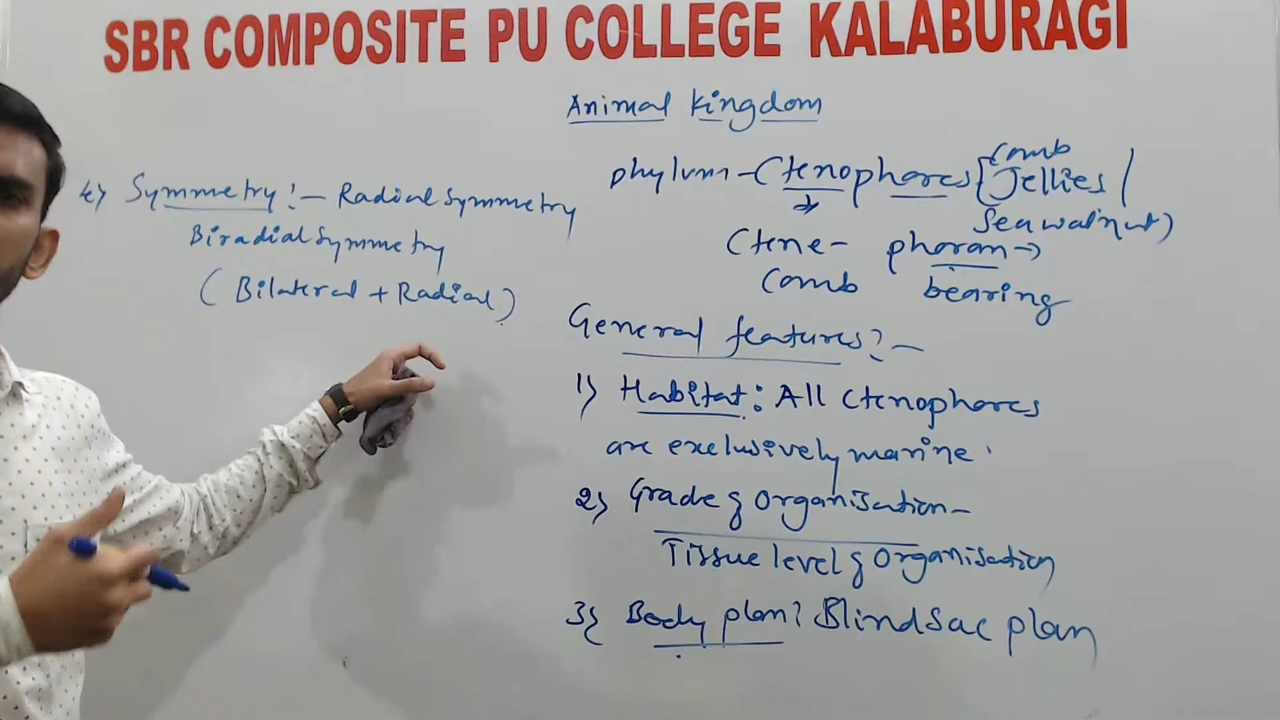 SBR COMPOSITE PU COLLEGE KALABURAGI
Animal Kingdom
phylum - Ctenophores (Comb Jellies /
Sea walnut)
Ctene - phoran →
Comb bearing
General features :-
1) Habitat : All Ctenophores
are exclusively marine.
2) Grade of Organisation -
Tissue level of Organisation
3) Body plan : Blind Sac plan
4) Symmetry :- Radial Symmetry
Biradial Symmetry
(Bilateral + Radial)